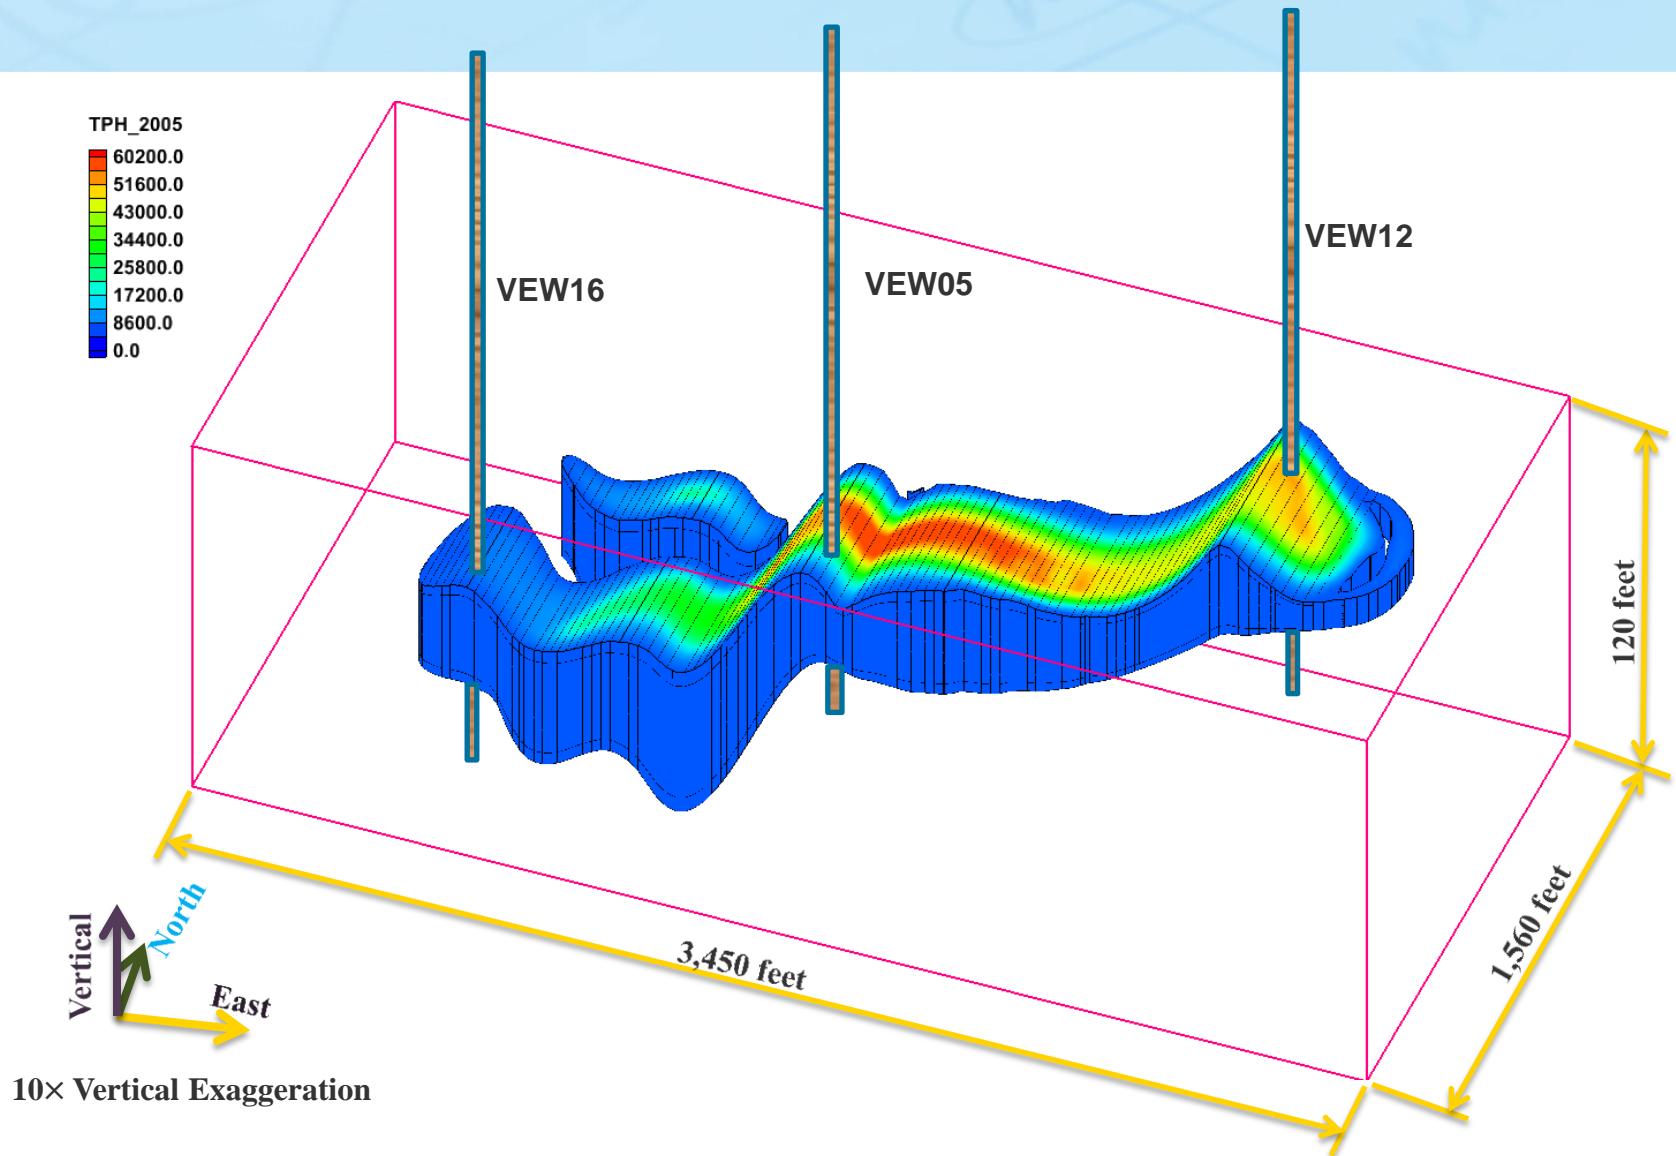 TPH_2005
60200.0
51600.0
43000.0
34400.0
25800.0
17200.0
8600.0
0.0
VEW16
VEW05
VEW12
120 feet
1,560 feet
3,450 feet
Vertical
North
East
10× Vertical Exaggeration